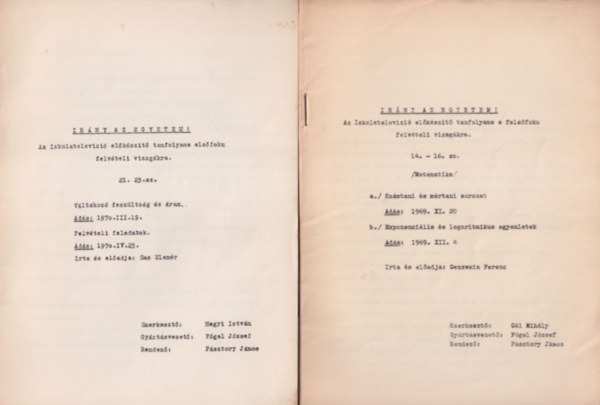 IRÁNY AZ EGYETEM!
Az Iskolatelevízió előkészítő tanfolyama elsőfoku
felvételi vizsgákra.
21. 23.sz.
Váltakozó feszültség és áram.
Adás: 1970.III.19.
Felvételi feladatok.
Adás: 1970.IV.23.
Irta és előadja: Sas Elemér
Szerkesztő: Hegyi István
Gyártásvezető: Fógel József
Rendező: Pásztory János
IRÁNY AZ EGYETEM!
Az Iskolatelevízió előkészítő tanfolyama a felsőfoku
felvételi vizsgákra.
14. - 16. sz.
/Matematika/
a./ Számtani és mértani sorozat
Adás: 1969. XI. 20
b./ Exponenciális és logaritmikus egyenletek
Adás: 1969. XII. 4
Irta és előadja: Genzwein Ferenc
Szerkesztő: Gál Mihály
Gyártásvezető: Fógel József
Rendező: Pásztory János